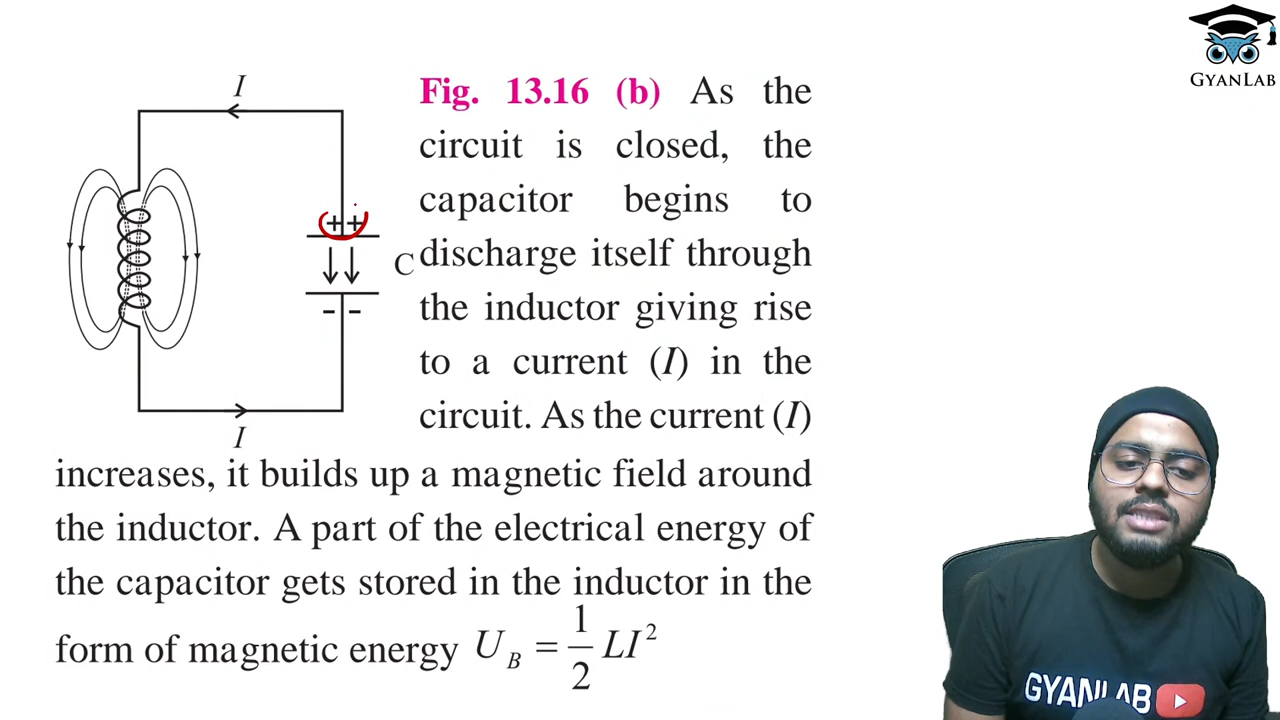 GYANLAB
I
Fig. 13.16 (b) As the
circuit is closed, the
capacitor begins to
++
C
discharge itself through
the inductor giving rise
- -
to a current (I) in the
circuit. As the current (I)
I
increases, it builds up a magnetic field around
the inductor. A part of the electrical energy of
the capacitor gets stored in the inductor in the
form of magnetic energy U_B = 1/2 LI²
GYANLAB